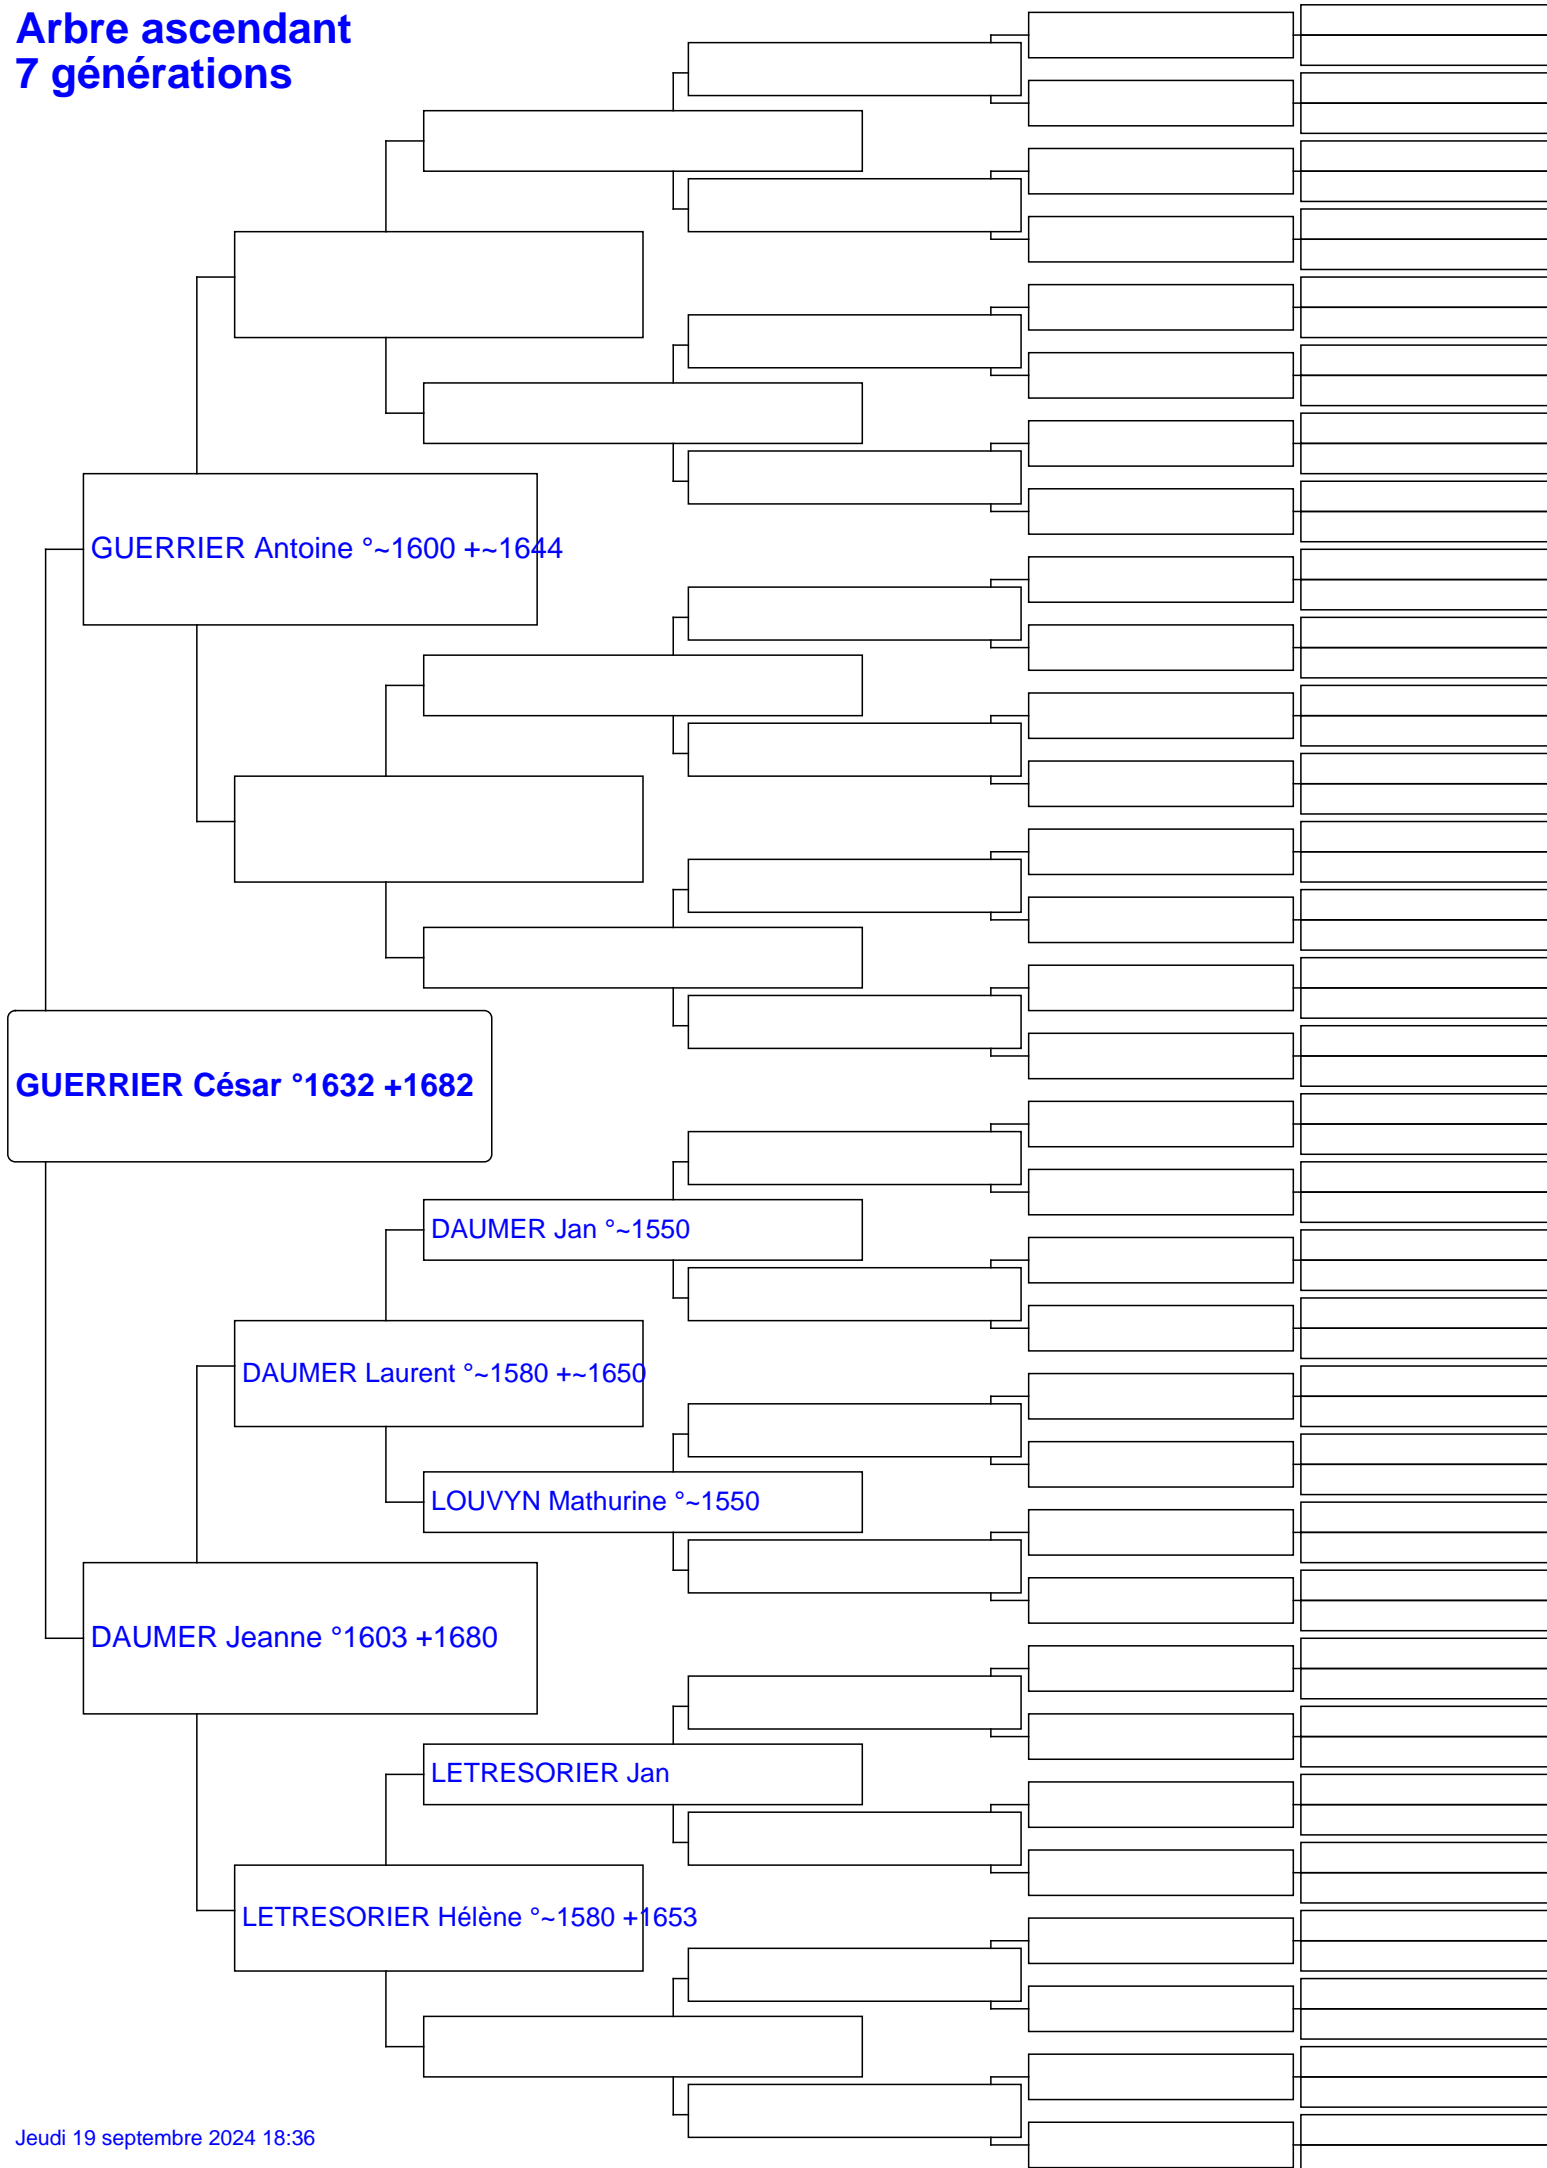 Arbre ascendant
7 générations
GUERRIER Antoine °~1600 +~1644
GUERRIER César °1632 +1682
DAUMER Jan °~1550
DAUMER Laurent °~1580 +~1650
LOUVYN Mathurine °~1550
DAUMER Jeanne °1603 +1680
LETRESORIER Jan
LETRESORIER Hélène °~1580 +1653
Jeudi 19 septembre 2024 18:36